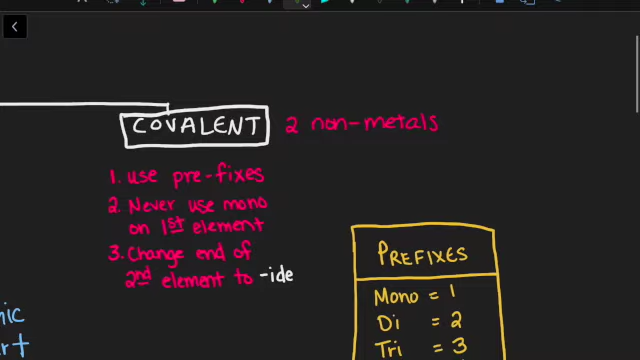 COVALENT 2 non-metals
1. use pre-fixes
2. Never use mono
on 1st element
3. Change end of
2nd element to -ide
PREFIXES
Mono = 1
Di = 2
Tri = 3